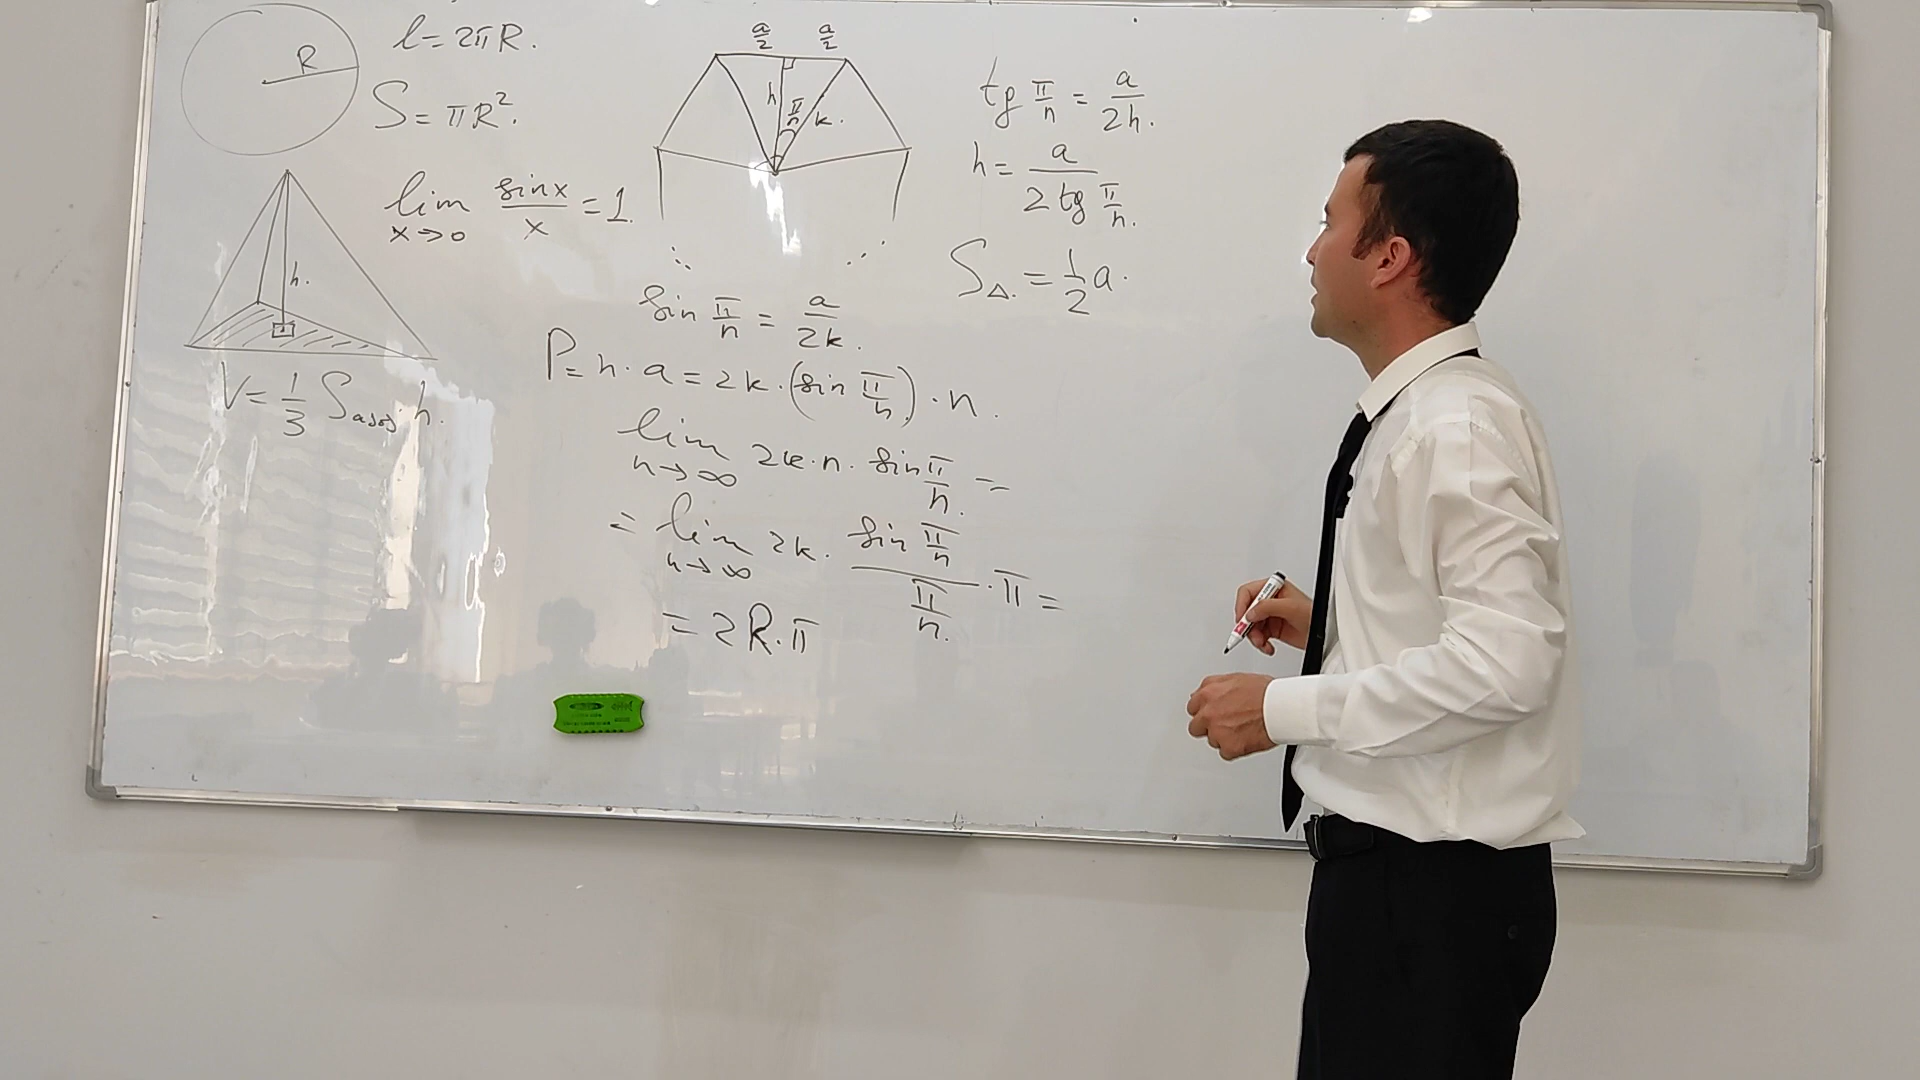 R
l = 2πR.
S = πR².
lim x→0 sin x / x = 1.
h.
V = 1/3 S asos h.
a/2 a/2
h π/n k.
sin π/n = a/2k.
P = n · a = 2k · (sin π/n) · n.
lim n→∞ 2k · n · sin π/n. =
= lim n→∞ 2k · sin π/n / π/n. · π =
= 2R · π
tg π/n = a/2h.
h = a / 2 tg π/n.
S△. = 1/2 a ·